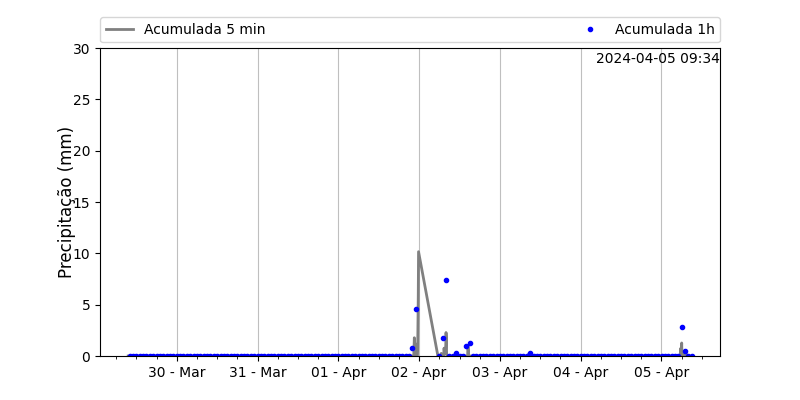 Acumulada 5 min
Acumulada 1h
2024-04-05 09:34
Precipitação (mm)
30
25
20
15
10
5
0
30 - Mar
31 - Mar
01 - Apr
02 - Apr
03 - Apr
04 - Apr
05 - Apr